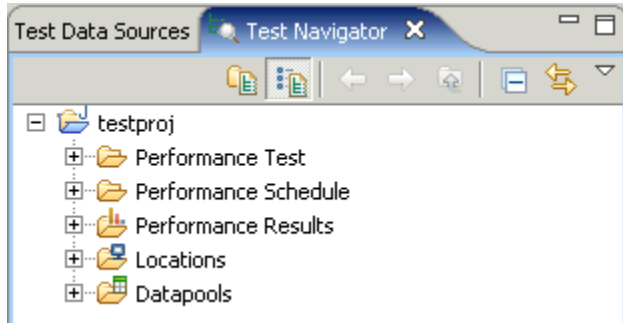 Test Data Sources Test Navigator
testproj
Performance Test
Performance Schedule
Performance Results
Locations
Datapools